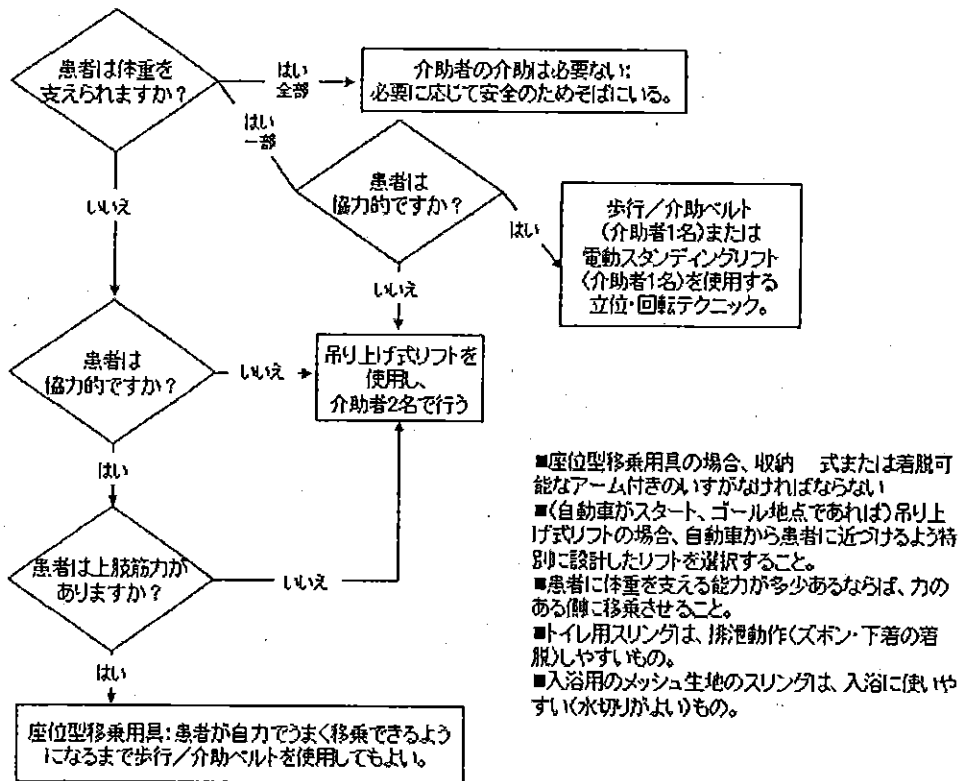 患者は体重を
支えられますか?
はい
全部
介助者の介助は必要ない:
必要に応じて安全のためそばにいる。
はい
一部
患者は
協力的ですか?
はい
歩行/介助ベルト
(介助者1名)または
電動スタンディングリフト
(介助者1名)を使用する
立位・回転テクニック。
いいえ
いいえ
患者は
協力的ですか?
いいえ
吊り上げ式リフトを
使用し、
介助者2名で行う
はい
患者は上肢筋力が
ありますか?
いいえ
はい
座位型移乗用具:患者が自力でうまく移乗できるよう
になるまで歩行/介助ベルトを使用してもよい。
■座位型移乗用具の場合、収納 式または着脱可
能なアーム付きのいすがなければならない
■(自動車がスタート、ゴール地点であれば)吊り上
げ式リフトの場合、自動車から患者に近づけるよう特
別に設計したリフトを選択すること。
■患者に体重を支える能力が多少あるならば、力の
ある側に移乗させること。
■トイレ用スリングは、排泄動作(ズボン・下着の着
脱)しやすいもの。
■入浴用のメッシュ生地のスリングは、入浴に使いや
すい(水切りがよい)もの。